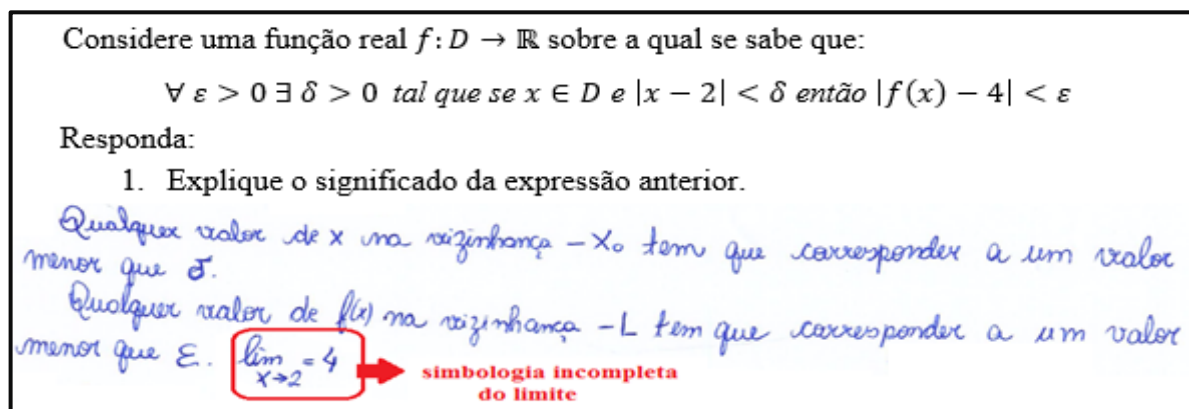 Considere uma função real f: D → ℝ sobre a qual se sabe que:
∀ ε > 0 ∃ δ > 0 tal que se x ∈ D e |x − 2| < δ então |f(x) − 4| < ε
Responda:
1. Explique o significado da expressão anterior.
Qualquer valor de x na vizinhança − X₀ tem que corresponder a um valor
menor que δ.
Qualquer valor de f(x) na vizinhança − L tem que corresponder a um valor
menor que ε. lim = 4
x→2
simbologia incompleta
do limite